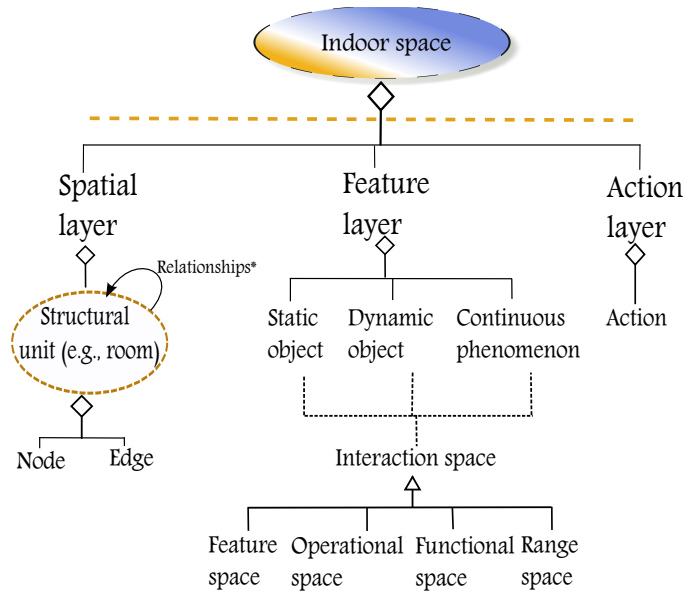 Indoor space
Spatial
layer
Feature
layer
Action
layer
Relationships*
Structural
unit (e.g., room)
Static
object
Dynamic
object
Continuous
phenomenon
Action
Node
Edge
Interaction space
Feature
space
Operational
space
Functional
space
Range
space